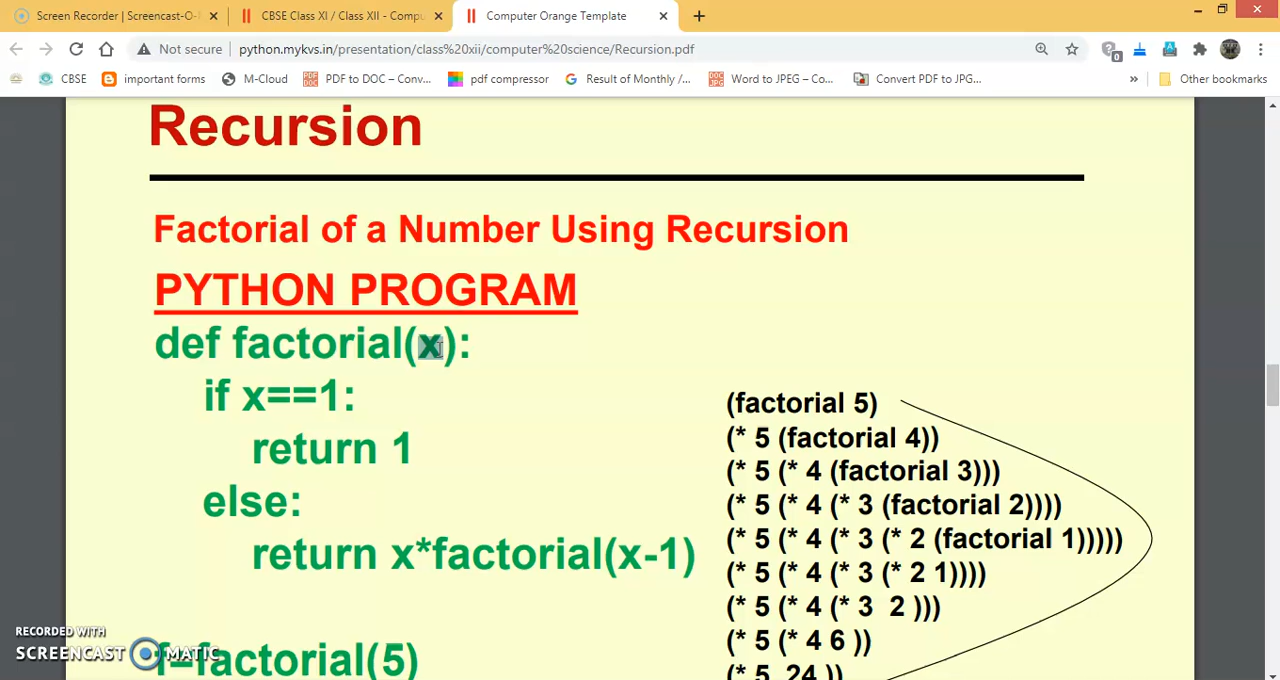 Screen Recorder | Screencast-O-
CBSE Class XI / Class XII - Compu
Computer Orange Template
Not secure
python.mykvs.in/presentation/class%20xii/computer%20science/Recursion.pdf
0
CBSE
important forms
M-Cloud
PDF to DOC – Conv...
pdf compressor
Result of Monthly /...
Word to JPEG – Co...
Convert PDF to JPG...
»
Other bookmarks
Recursion
Factorial of a Number Using Recursion
PYTHON PROGRAM
def factorial(x):
if x==1:
return 1
else:
return x*factorial(x-1)
f=factorial(5)
(factorial 5)
(* 5 (factorial 4))
(* 5 (* 4 (factorial 3)))
(* 5 (* 4 (* 3 (factorial 2))))
(* 5 (* 4 (* 3 (* 2 (factorial 1)))))
(* 5 (* 4 (* 3 (* 2 1))))
(* 5 (* 4 (* 3 2 )))
(* 5 (* 4 6 ))
(* 5 24 ))
RECORDED WITH
SCREENCAST MATIC